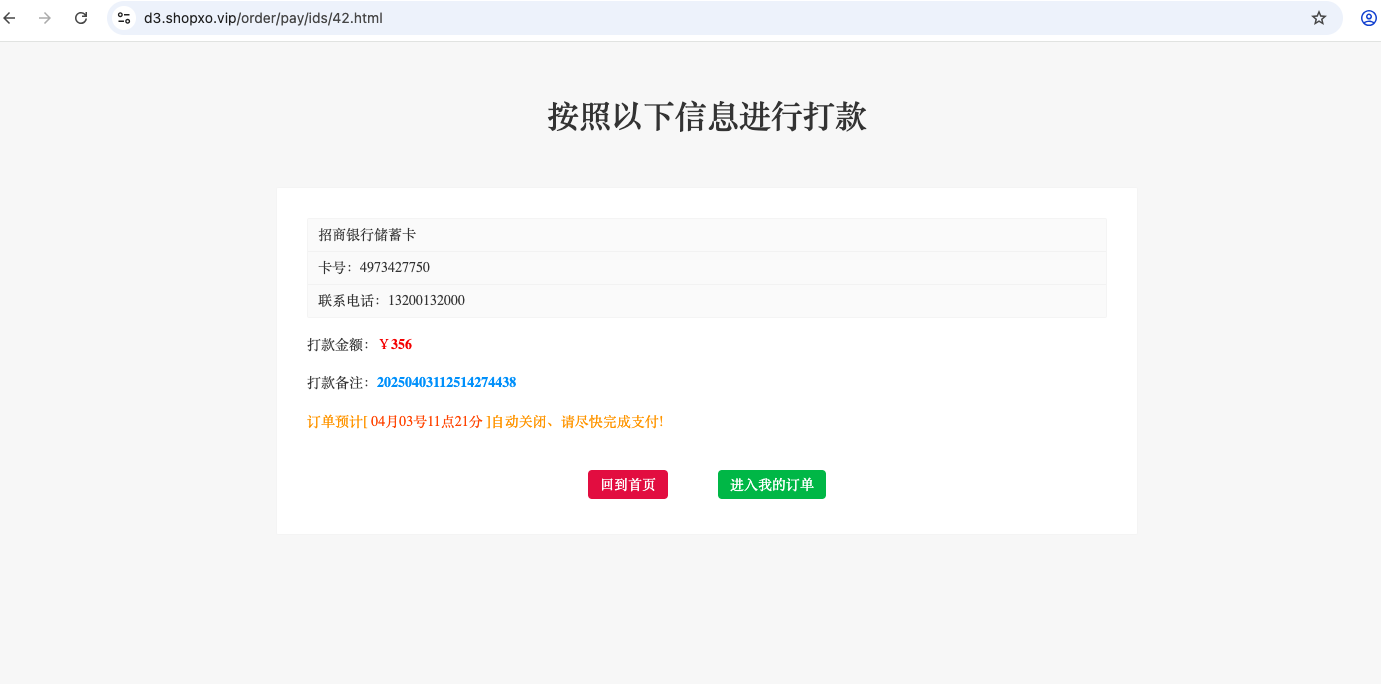 d3.shopxo.vip/order/pay/ids/42.html
按照以下信息进行打款
招商银行储蓄卡
卡号：4973427750
联系电话：13200132000
打款金额：￥356
打款备注：20250403112514274438
订单预计[ 04月03号11点21分 ]自动关闭、请尽快完成支付!
回到首页 进入我的订单